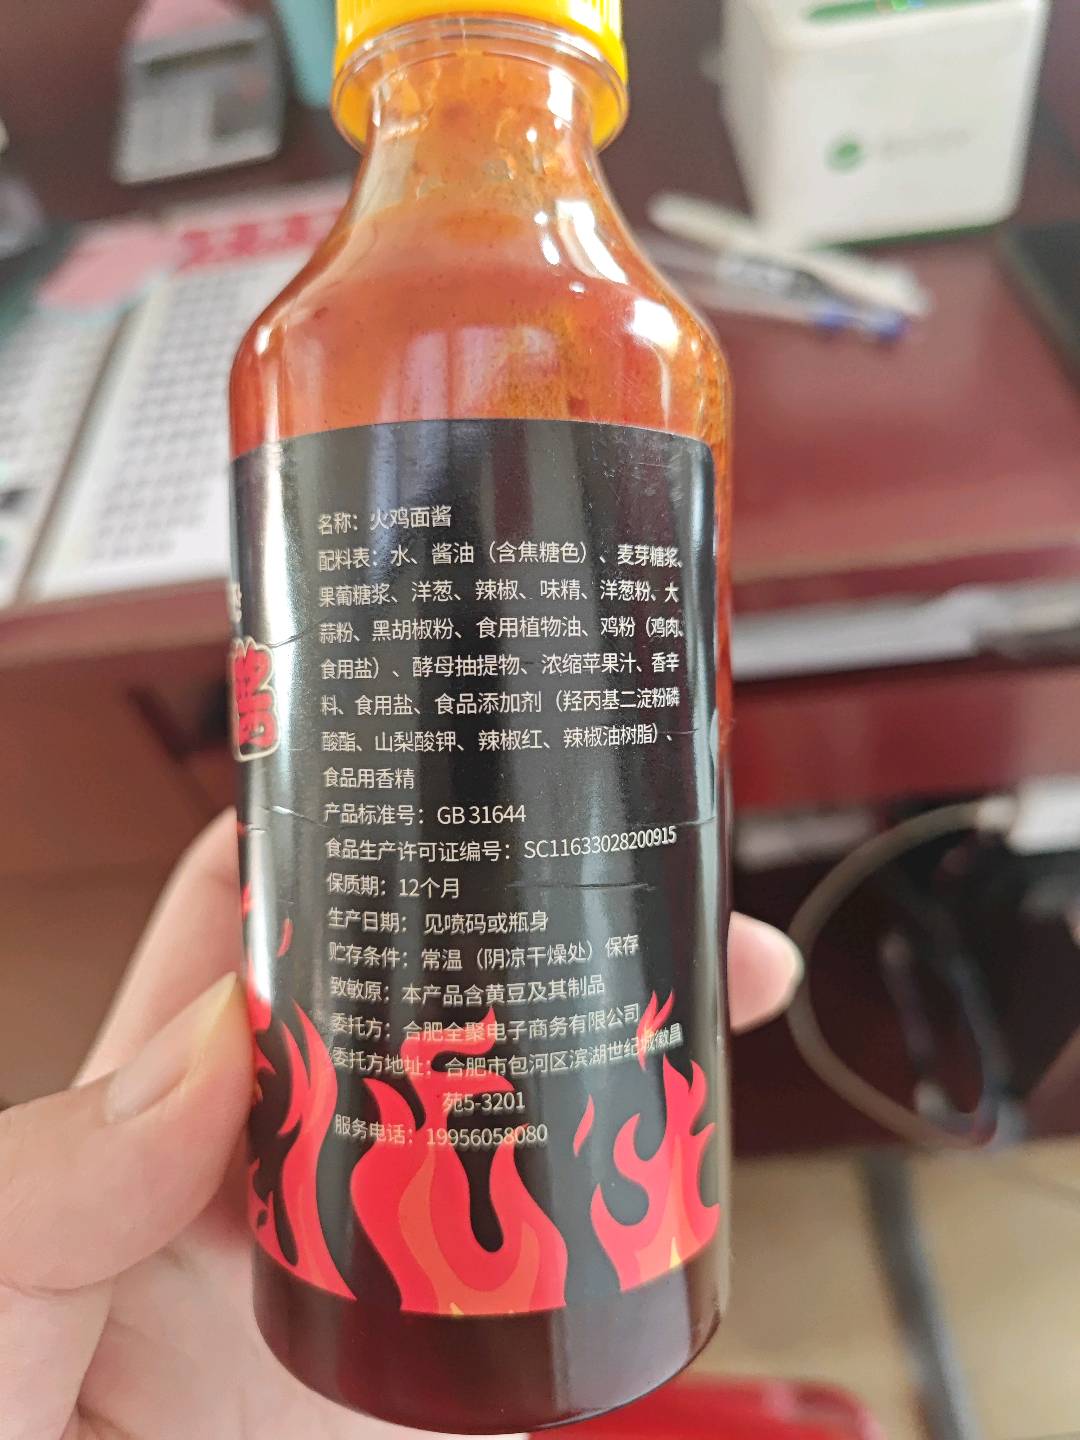 名称：火鸡面酱
配料表：水、酱油（含焦糖色）、麦芽糖浆、
果葡糖浆、洋葱、辣椒、味精、洋葱粉、大
蒜粉、黑胡椒粉、食用植物油、鸡粉（鸡肉、
食用盐）、酵母抽提物、浓缩苹果汁、香辛
料、食用盐、食品添加剂（羟丙基二淀粉磷
酸酯、山梨酸钾、辣椒红、辣椒油树脂）、
食品用香精
产品标准号：GB 31644
食品生产许可证编号：SC11633028200915
保质期：12个月
生产日期：见喷码或瓶身
贮存条件：常温（阴凉干燥处）保存
致敏原：本产品含黄豆及其制品
委托方：合肥全聚电子商务有限公司
委托方地址：合肥市包河区滨湖世纪城徽昌
苑5-3201
服务电话：19956058080
酱